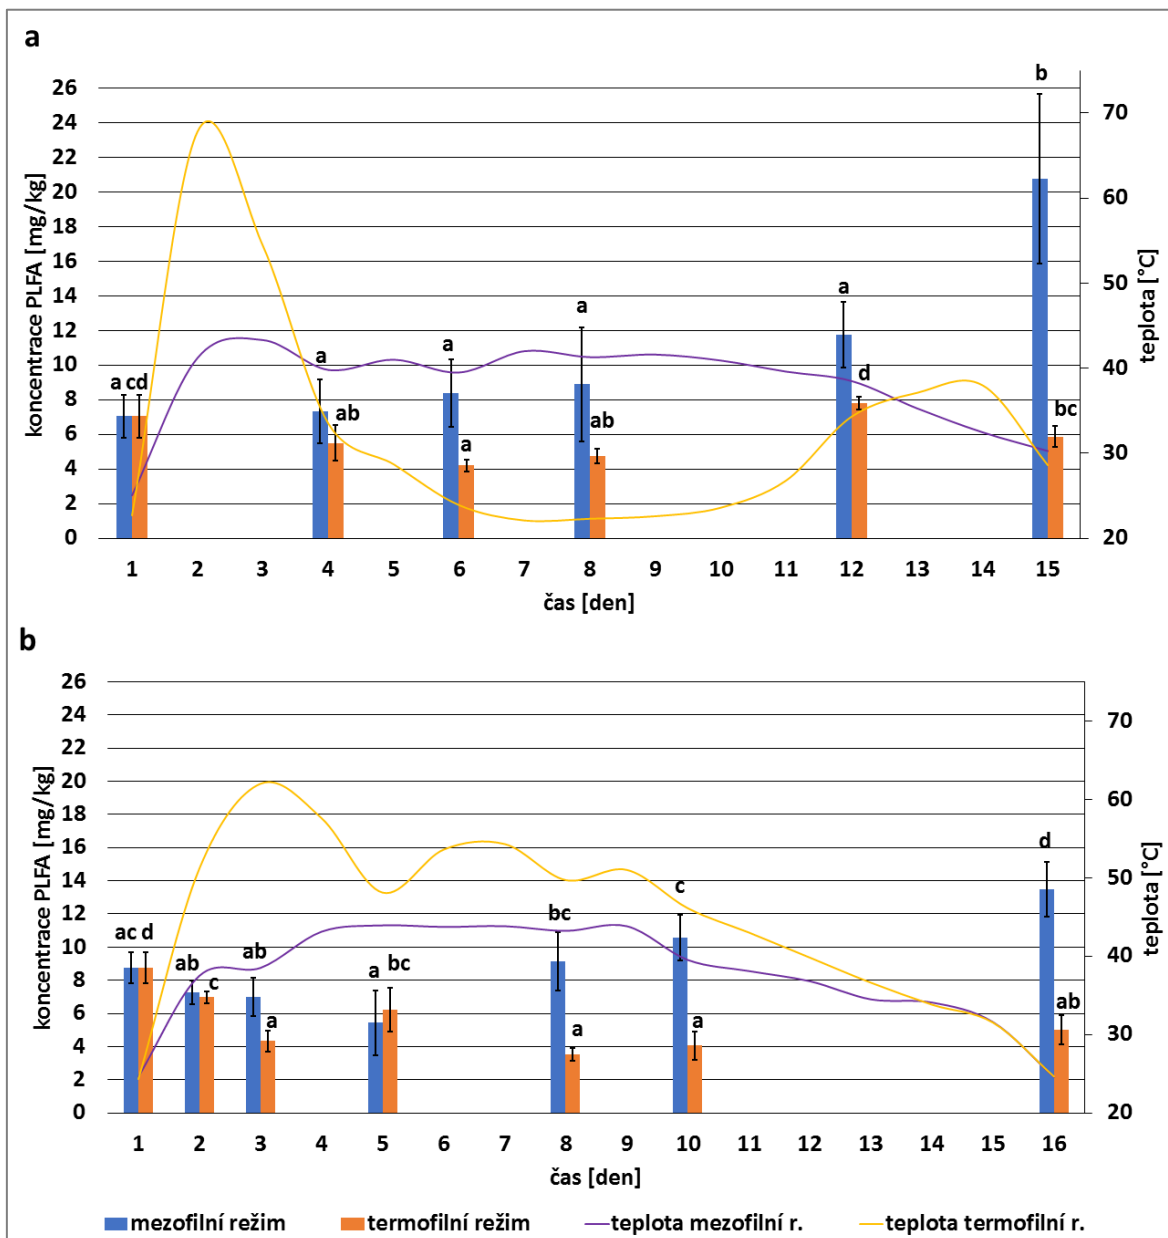 a
koncentrace PLFA [mg/kg]
26
24
22
20
18
16
14
12
10
8
6
4
2
0
70
60
50
40
30
20
teplota [°C]
a cd
a
ab
a
a
a
ab
a
d
b
bc
1 2 3 4 5 6 7 8 9 10 11 12 13 14 15
čas [den]
b
koncentrace PLFA [mg/kg]
26
24
22
20
18
16
14
12
10
8
6
4
2
0
70
60
50
40
30
20
teplota [°C]
ac d
ab
c
ab
a
a
bc
bc
a
c
a
d
ab
1 2 3 4 5 6 7 8 9 10 11 12 13 14 15 16
čas [den]
mezofilní režim termofilní režim teplota mezofilní r. teplota termofilní r.